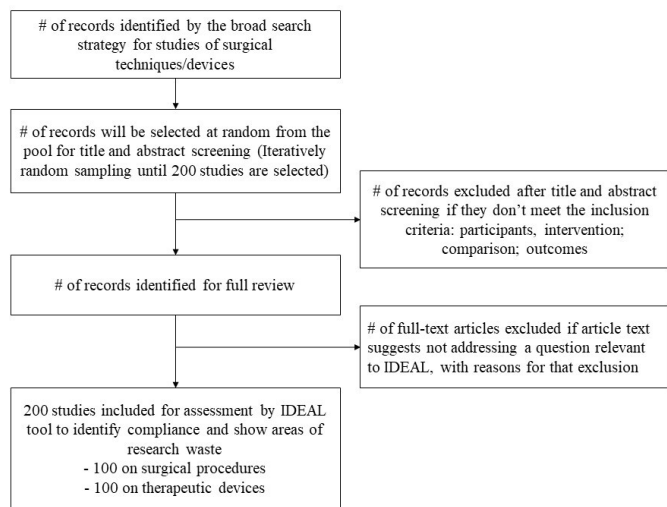 # of records identified by the broad search
strategy for studies of surgical
techniques/devices
# of records will be selected at random from the
pool for title and abstract screening (Iteratively
random sampling until 200 studies are selected)
# of records excluded after title and abstract
screening if they don’t meet the inclusion
criteria: participants, intervention;
comparison; outcomes
# of records identified for full review
# of full-text articles excluded if article text
suggests not addressing a question relevant
to IDEAL, with reasons for that exclusion
200 studies included for assessment by IDEAL
tool to identify compliance and show areas of
research waste
- 100 on surgical procedures
- 100 on therapeutic devices